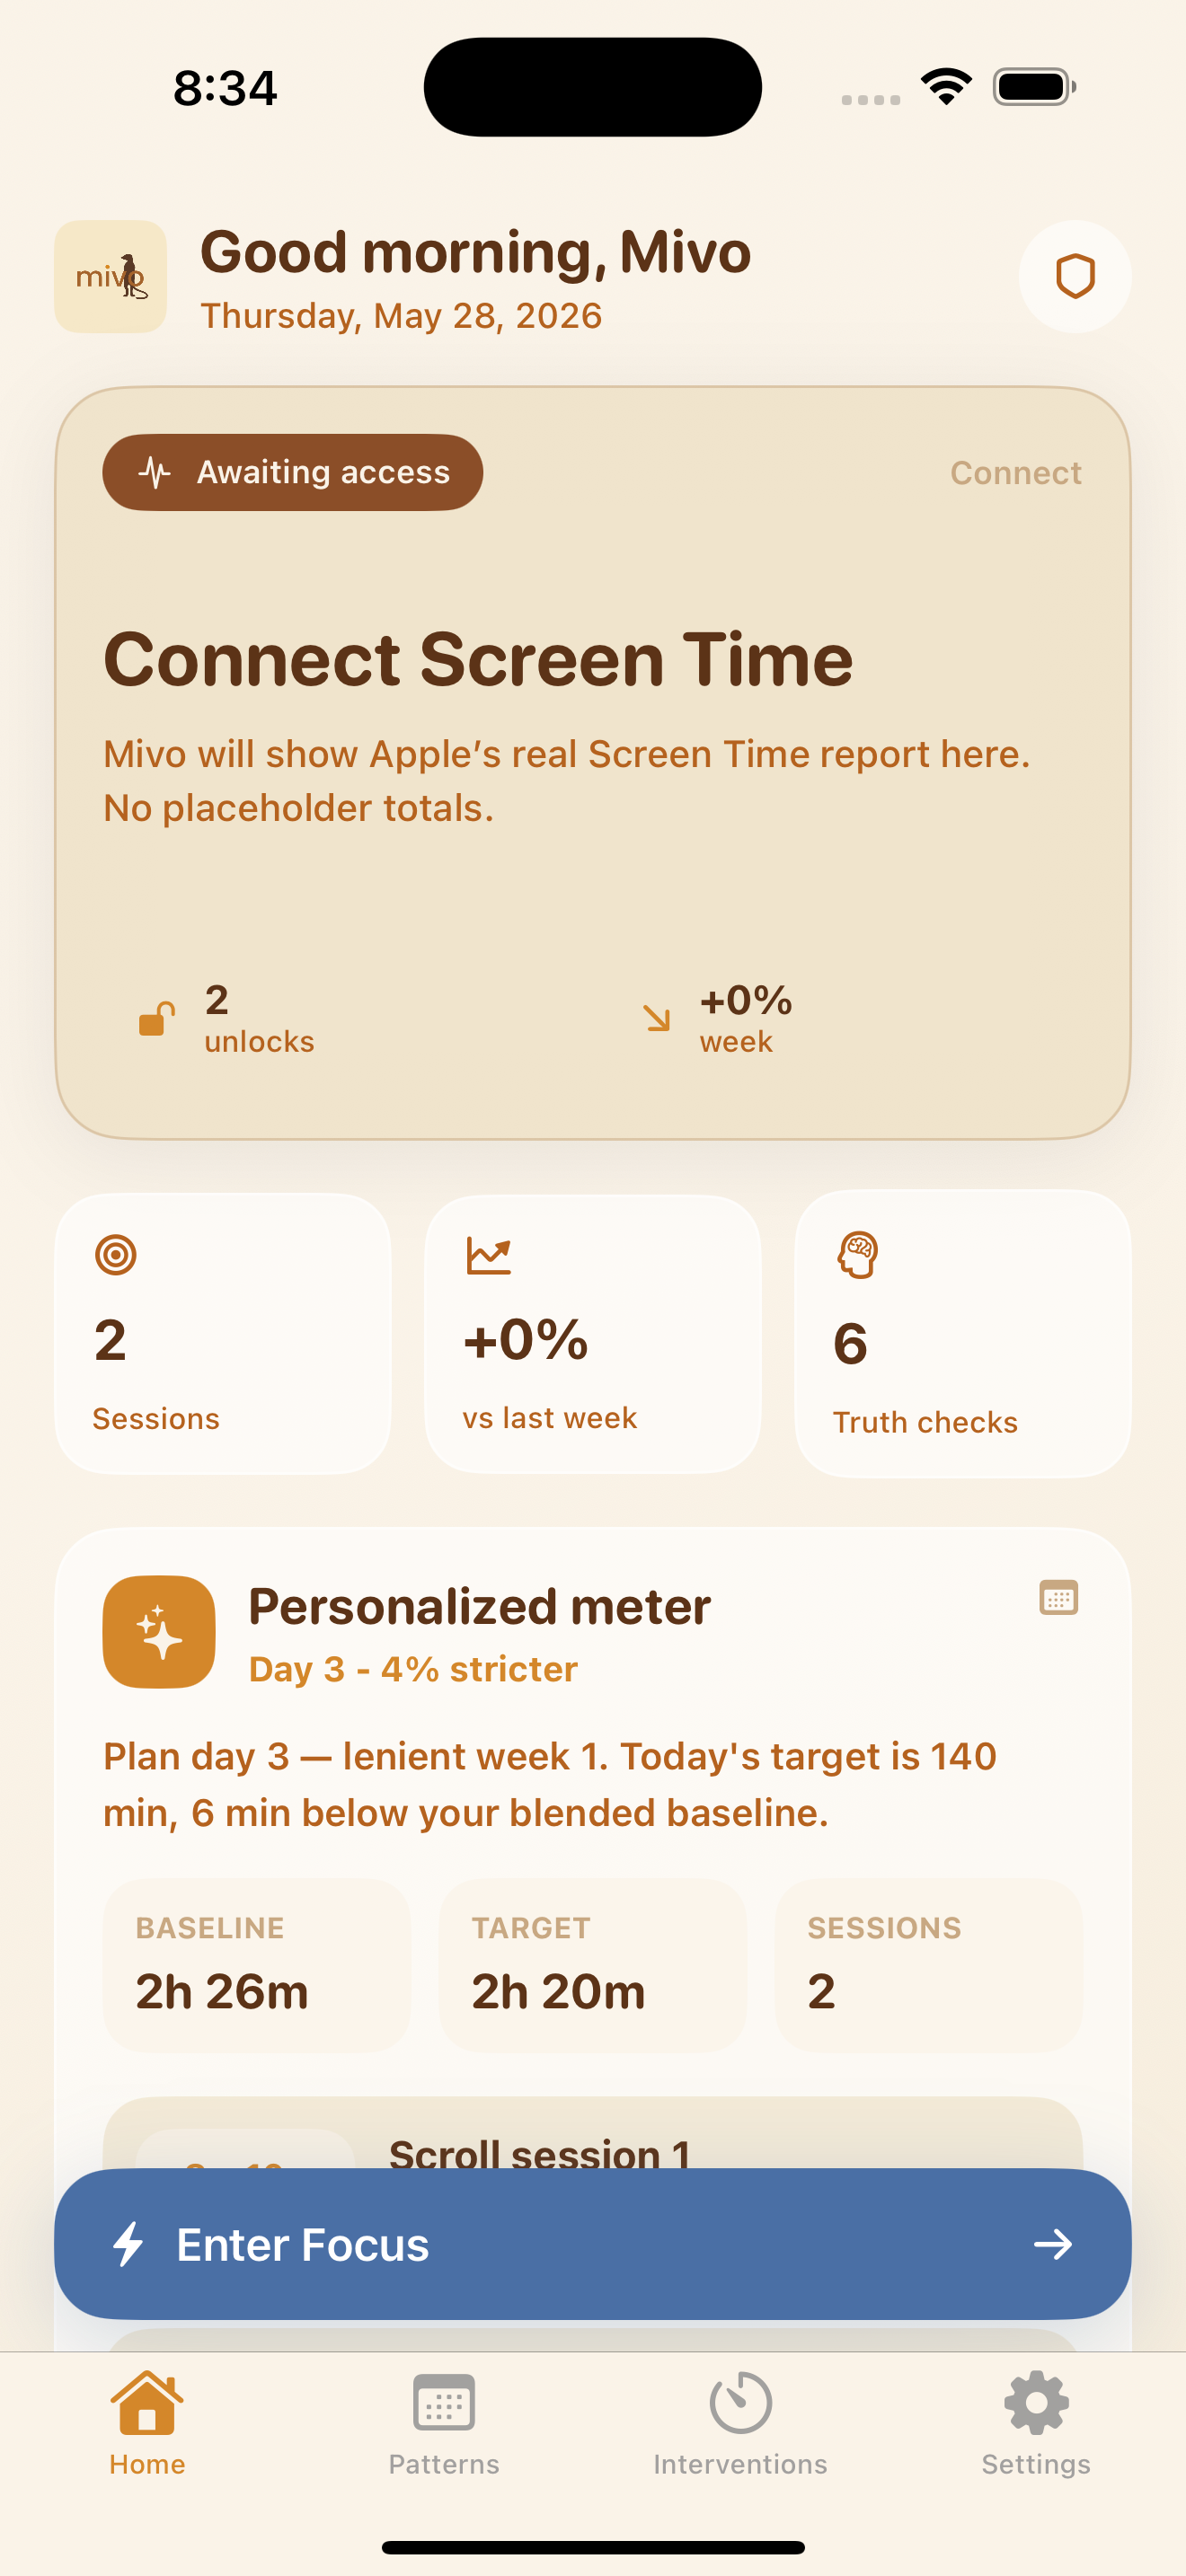 8:34
mivo
Good morning, Mivo
Thursday, May 28, 2026
Awaiting access
Connect
Connect Screen Time
Mivo will show Apple’s real Screen Time report here.
No placeholder totals.
2
unlocks
+0%
week
2
Sessions
+0%
vs last week
6
Truth checks
Personalized meter
Day 3 - 4% stricter
Plan day 3 — lenient week 1. Today's target is 140
min, 6 min below your blended baseline.
BASELINE
2h 26m
TARGET
2h 20m
SESSIONS
2
Scroll session 1
Enter Focus
Home
Patterns
Interventions
Settings